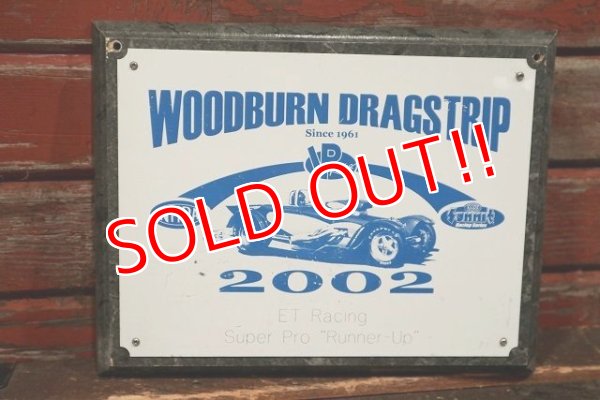 WOODBURN DRAGSTRIP
Since 1961
D
SOLD OUT!!
2002
ET Racing
Super Pro "Runner-Up"